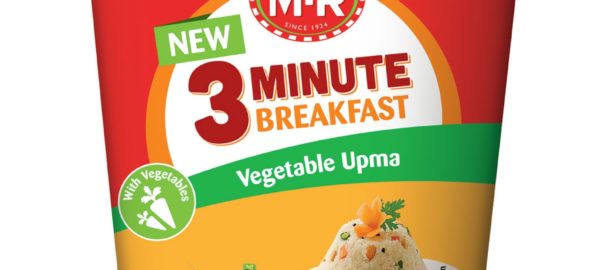 MTR
SINCE 1924
NEW
3 MINUTE
BREAKFAST
Vegetable Upma
With Vegetables